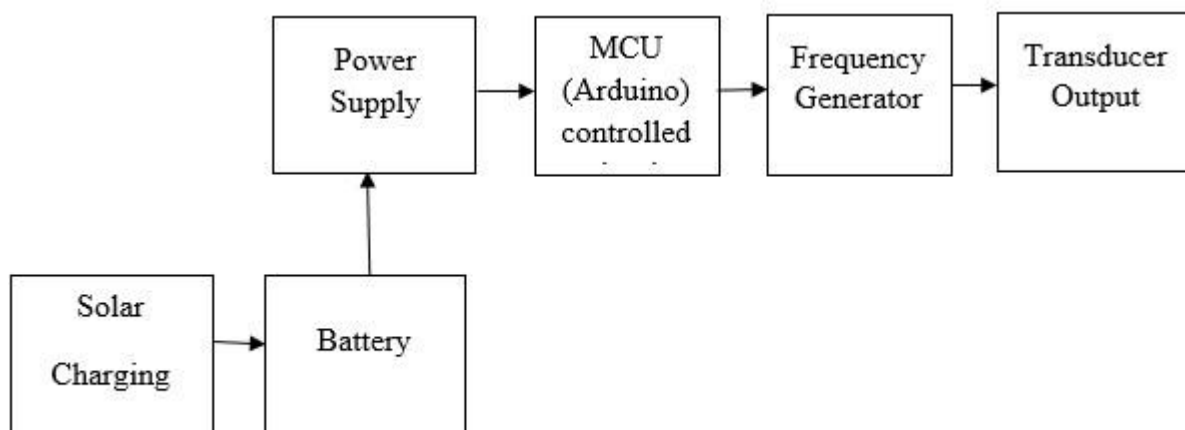 Power
Supply
MCU
(Arduino)
controlled
Frequency
Generator
Transducer
Output
Solar
Charging
Battery